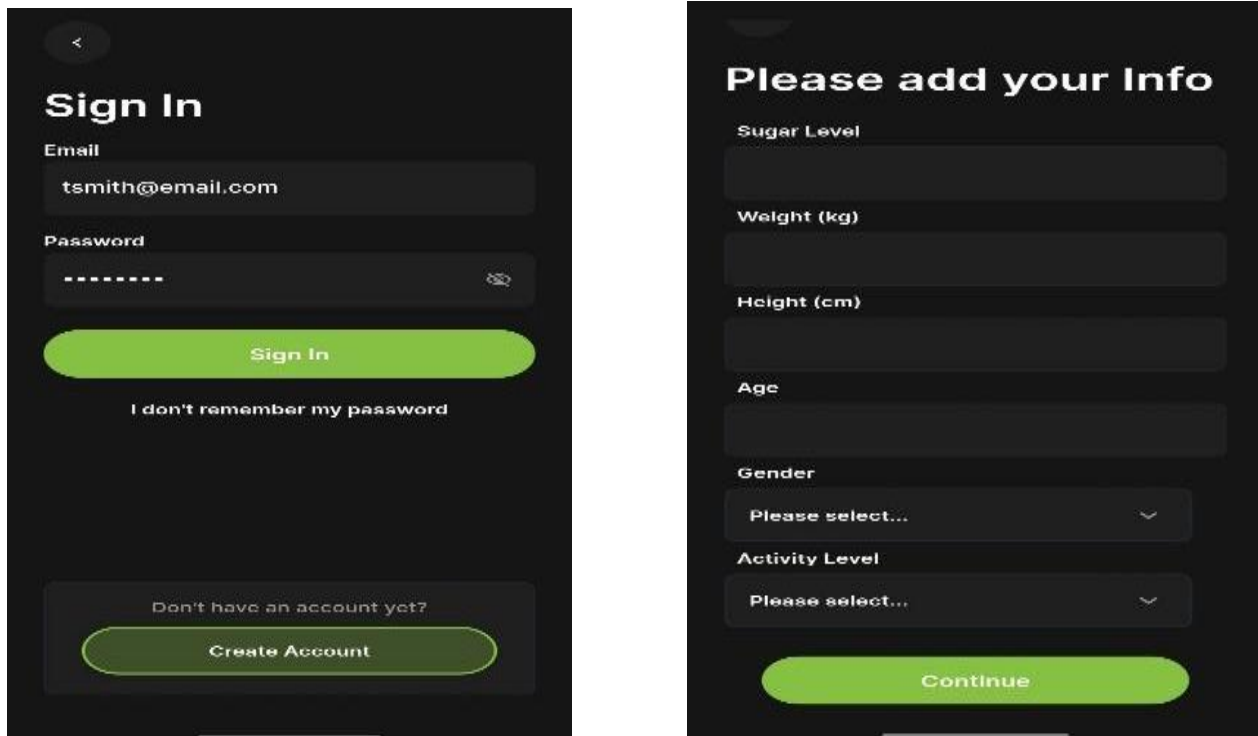 Sign In
Email
tsmith@email.com
Password
Sign In
I don't remember my password
Don't have an account yet?
Create Account
Please add your Info
Sugar Level
Weight (kg)
Height (cm)
Age
Gender
Please select...
Activity Level
Please select...
Continue